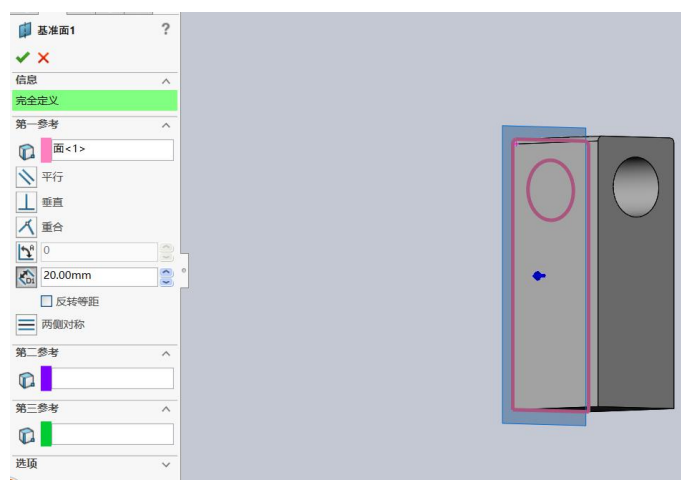 基准面1 ?
信息
完全定义
第一参考
面<1>
平行
垂直
重合
0
20.00mm
反转等距
两侧对称
第二参考
第三参考
选项